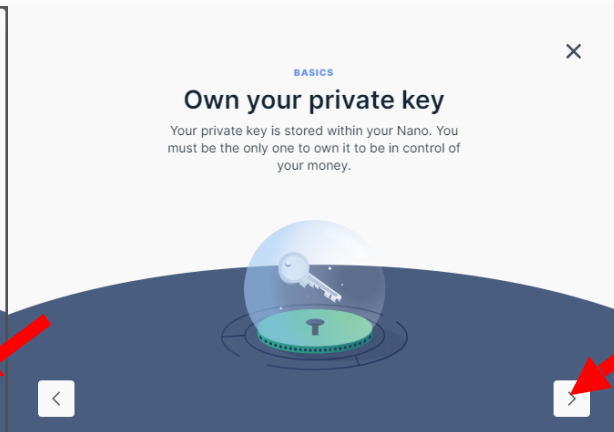 BASICS
Own your private key
Your private key is stored within your Nano. You
must be the only one to own it to be in control of
your money.